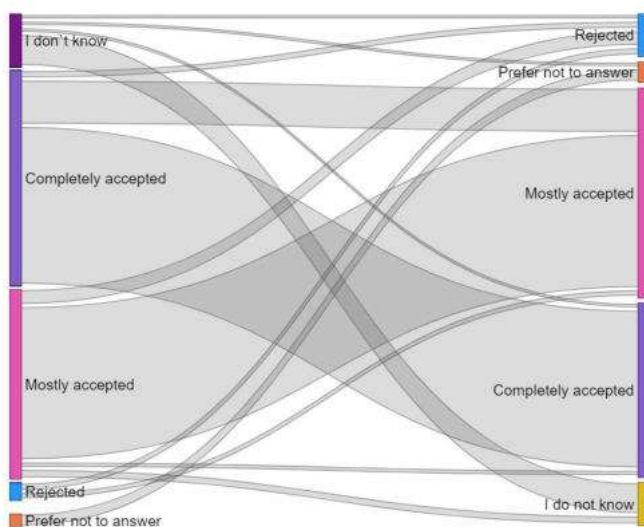 I don`t know
Completely accepted
Mostly accepted
Rejected
Prefer not to answer
Rejected
Prefer not to answer
Mostly accepted
Completely accepted
I do not know